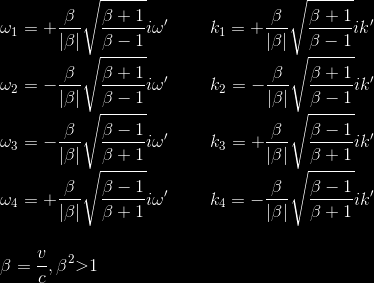 ω₁ = +β/|β| √((β+1)/(β−1)) iω′ k₁ = +β/|β| √((β+1)/(β−1)) ik′
ω₂ = −β/|β| √((β+1)/(β−1)) iω′ k₂ = −β/|β| √((β+1)/(β−1)) ik′
ω₃ = −β/|β| √((β−1)/(β+1)) iω′ k₃ = +β/|β| √((β−1)/(β+1)) ik′
ω₄ = +β/|β| √((β−1)/(β+1)) iω′ k₄ = −β/|β| √((β−1)/(β+1)) ik′
β = v/c, β²>1